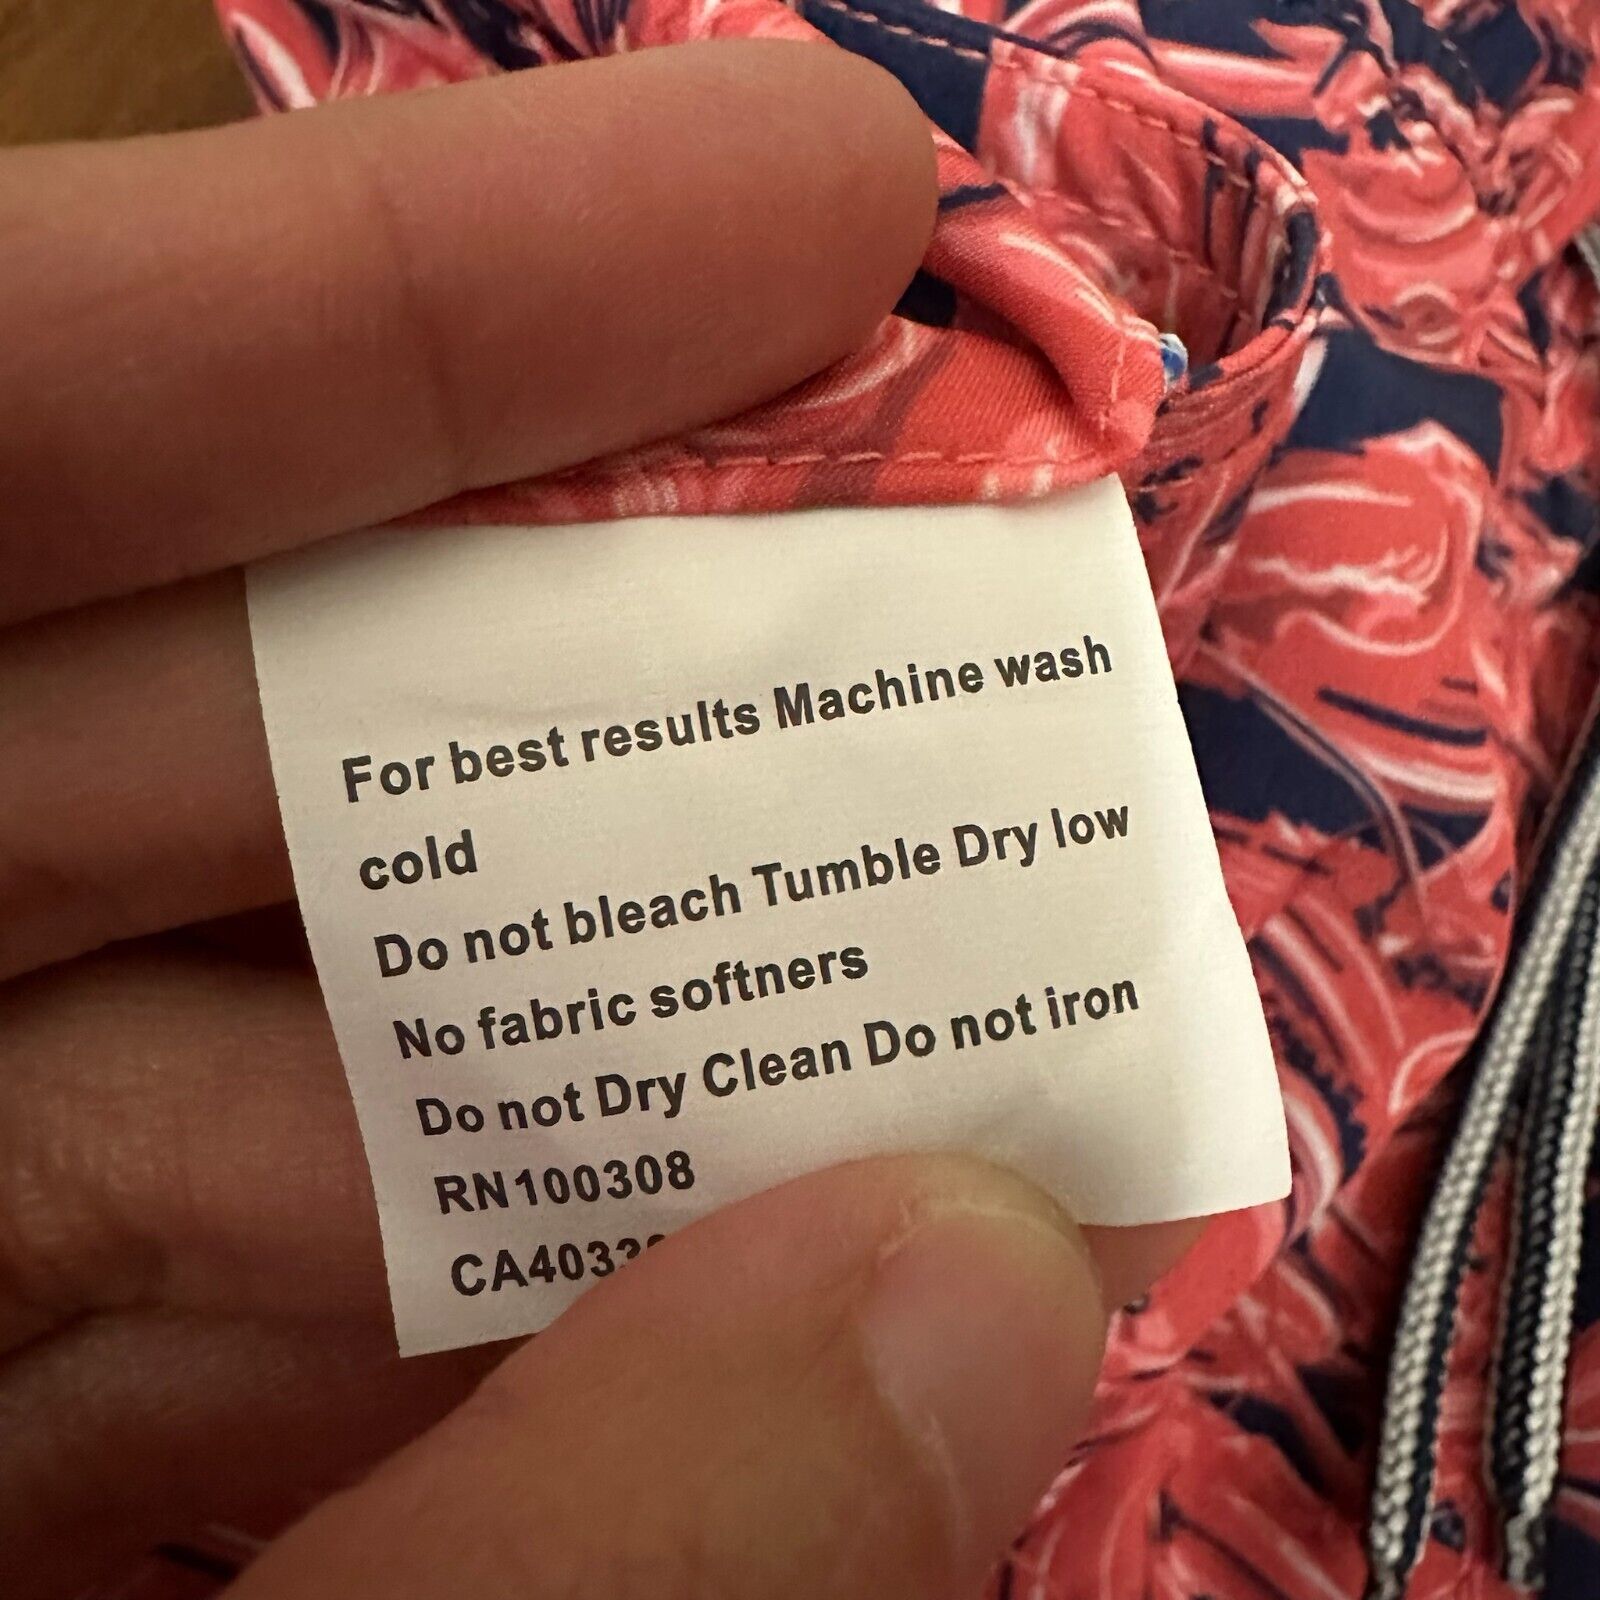 For best results Machine wash
cold
Do not bleach Tumble Dry low
No fabric softners
Do not Dry Clean Do not iron
RN100308